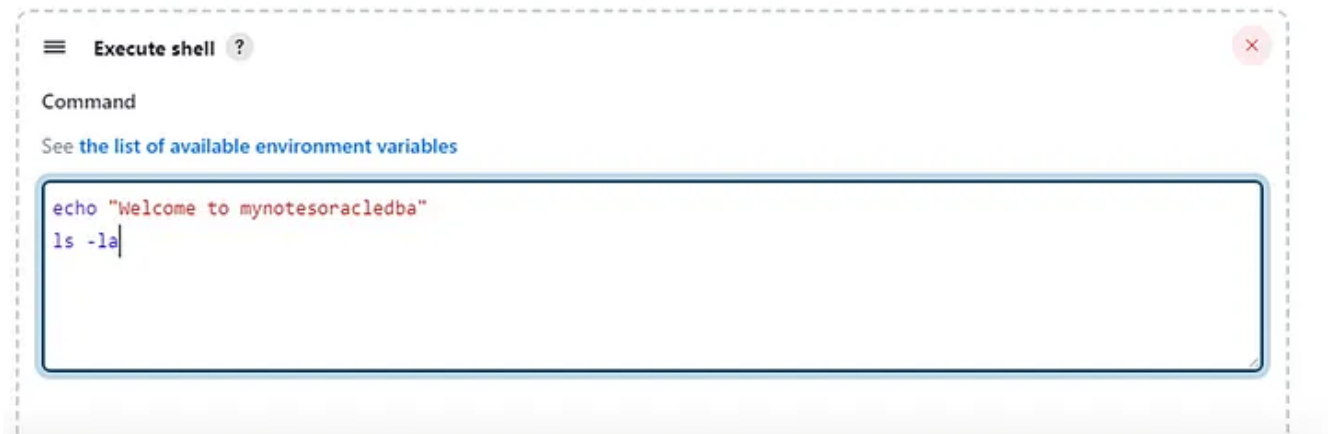 Execute shell ?
Command
See the list of available environment variables
echo "Welcome to mynotesoracledba"
ls -la